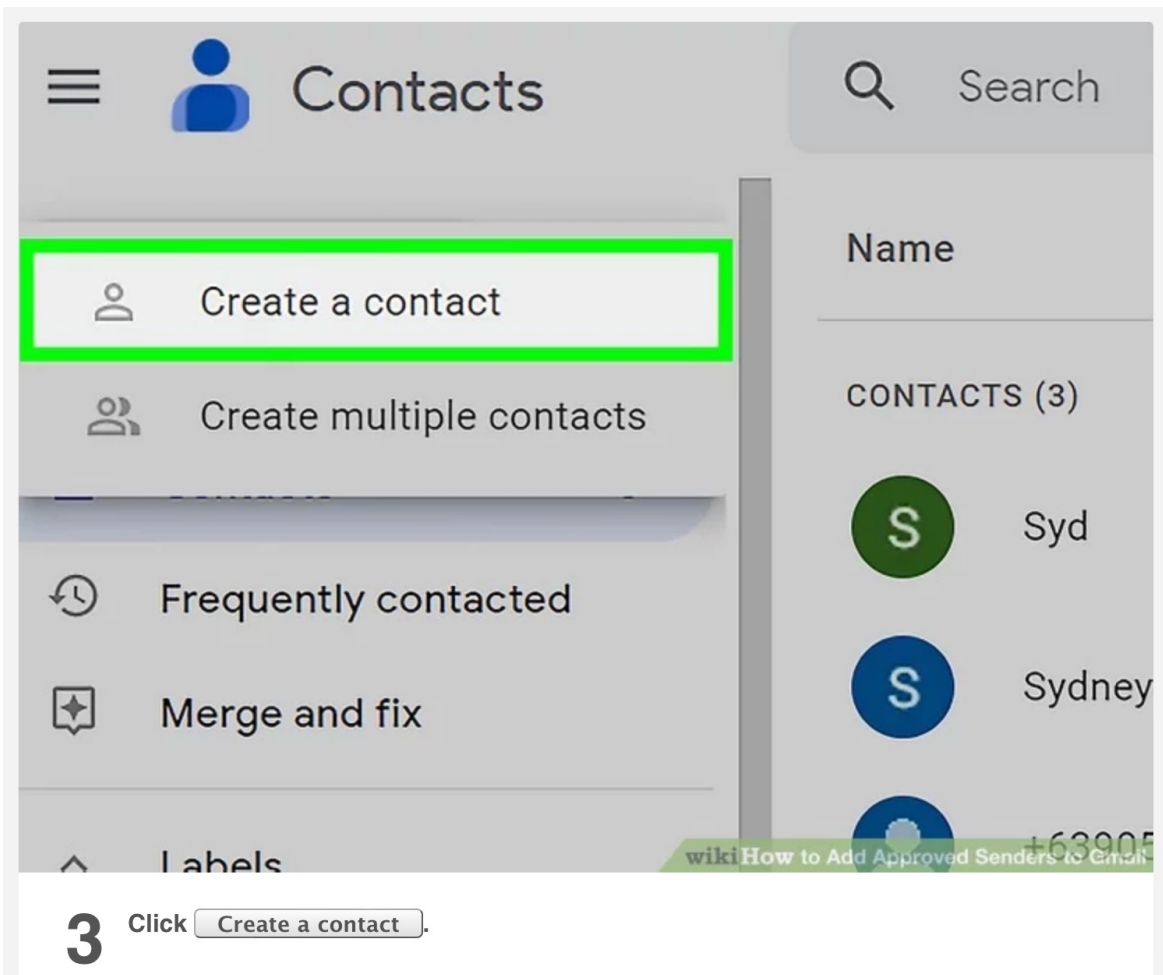 Contacts
Search
Create a contact
Create multiple contacts
Frequently contacted
Merge and fix
Labels
Name
CONTACTS (3)
S
Syd
S
Sydney
+63905
wikiHow to Add Approved Senders to Gmail
3
Click Create a contact.